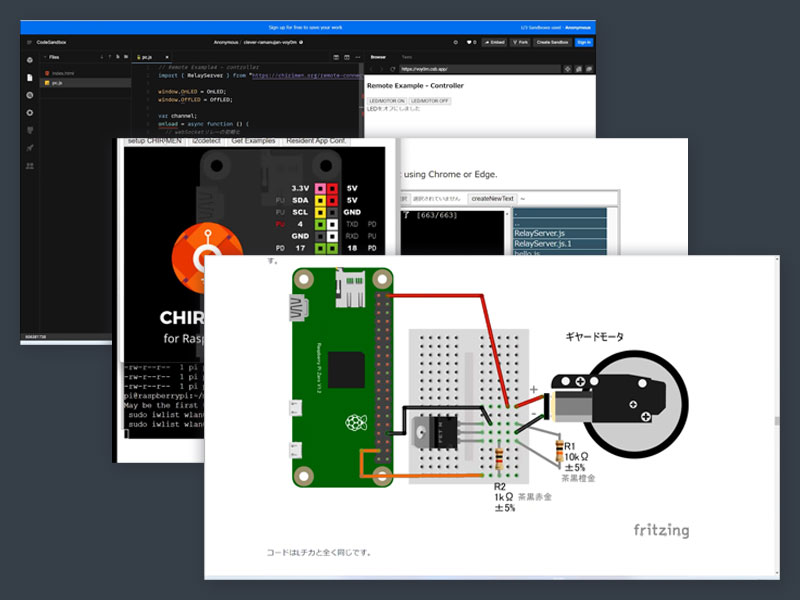 Sign up for free to save your work
1/3 Sandboxes used · Anonymous
CodeSandbox
Anonymous / clever-ramanujan-voy0m
0
Embed
Fork
Create Sandbox
Sign in
Files
index.html
pc.js
pc.js
// Remote Example4 - controller
import { RelayServer } from "https://chirimen.org/remote-connec
window.OnLED = OnLED;
window.OffLED = OffLED;
var channel;
onload = async function () {
// webSocketリレーの初期化
Browser
Tests
https://voy0m.csb.app/
Remote Example - Controller
LED/MOTOR ON
LED/MOTOR OFF
LEDをオフにしました
setup CHIRIMEN
i2cdetect
Get Examples
Resident App Conf.
3.3V
5V
PU
SDA
5V
PU
SCL
GND
PU
4
TXD
PD
GND
RXD
PU
PD
17
18
PD
CHIR
for Rasp
-rw-r--r-- 1 pi
-rw-r--r-- 1 pi
-rw-r--r-- 1 pi
pi@raspberrypi:~/
May be the first
sudo iwlist wlan
sudo iwlist wlan
using Chrome or Edge.
選択されていません
createNewText
[663/663]
..
RelayServer.js
RelayServer.js.1
hello.js
す。
Raspberry Pi Zero V1.3
ギヤードモータ
+
-
R1
10kΩ
±5%
茶黒橙金
R2
1kΩ
茶黒赤金
±5%
fritzing
コードはLチカと全く同じです。